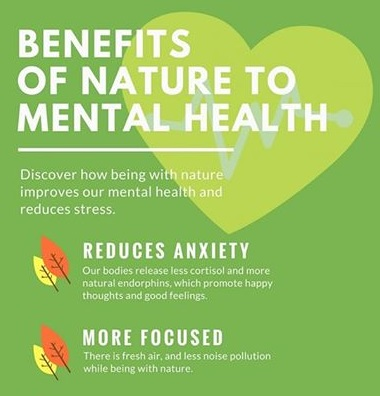 BENEFITS
OF NATURE TO
MENTAL HEALTH
Discover how being with nature
improves our mental health and
reduces stress.
REDUCES ANXIETY
Our bodies release less cortisol and more
natural endorphins, which promote happy
thoughts and good feelings.
MORE FOCUSED
There is fresh air, and less noise pollution
while being with nature.